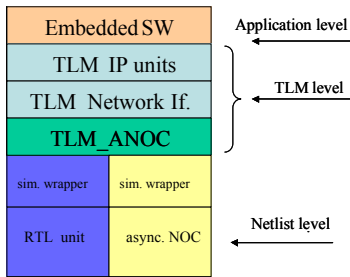 Embedded SW
Application level
TLM IP units
TLM Network If.
TLM level
TLM_ANOC
sim. wrapper
sim. wrapper
RTL unit
async. NOC
Netlist level